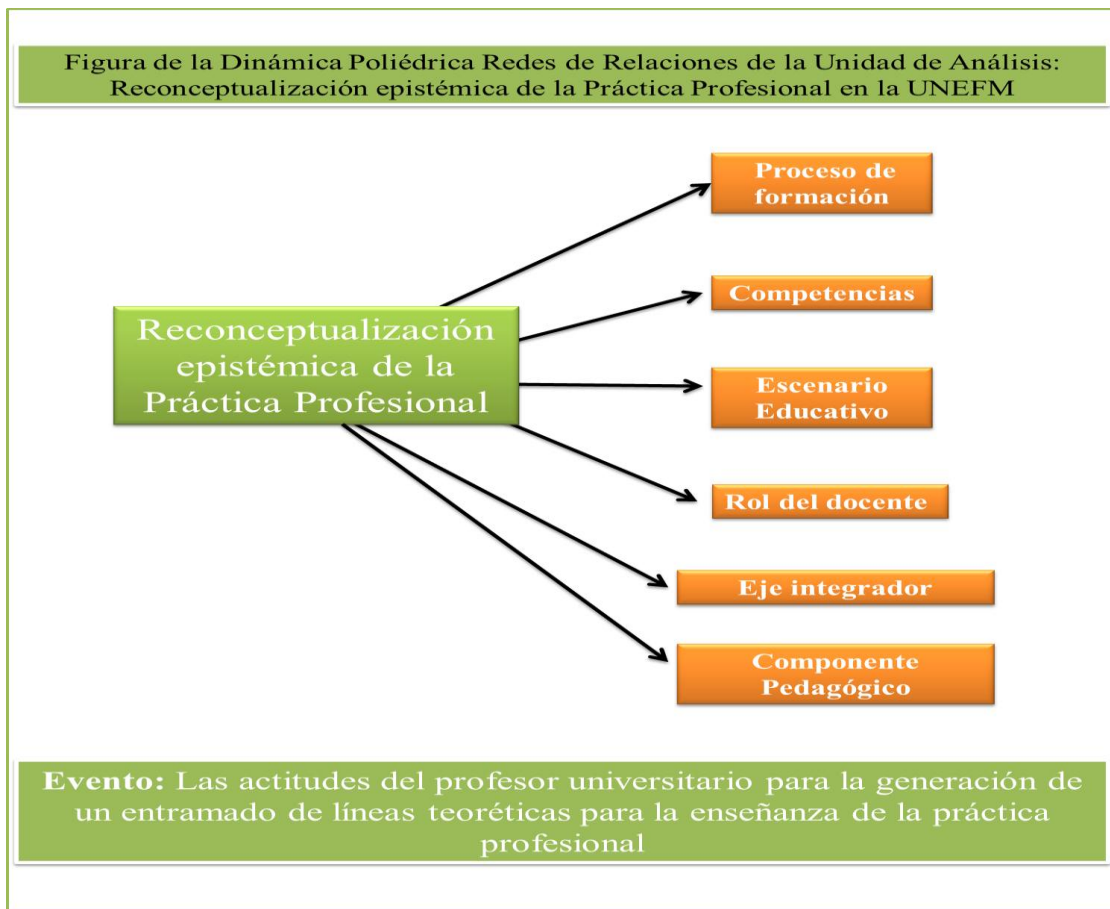 Figura de la Dinámica Poliédrica Redes de Relaciones de la Unidad de Análisis:
Reconceptualización epistémica de la Práctica Profesional en la UNEFM
Proceso de
formación
Competencias
Reconceptualización
epistémica de la
Práctica Profesional
Escenario
Educativo
Rol del docente
Eje integrador
Componente
Pedagógico
Evento: Las actitudes del profesor universitario para la generación de
un entramado de líneas teoréticas para la enseñanza de la práctica
profesional